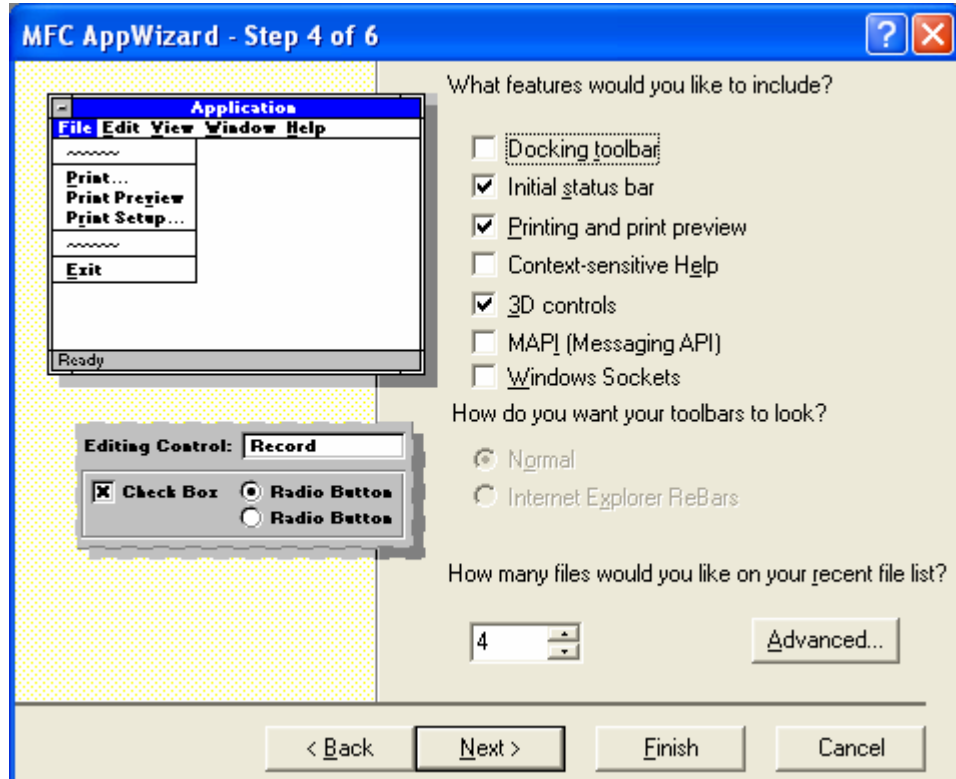 MFC AppWizard - Step 4 of 6
Application
File Edit View Window Help
Print...
Print Preview
Print Setup...
Exit
Ready
Editing Control: Record
Check Box
Radio Button
Radio Button
What features would you like to include?
Docking toolbar
Initial status bar
Printing and print preview
Context-sensitive Help
3D controls
MAPI (Messaging API)
Windows Sockets
How do you want your toolbars to look?
Normal
Internet Explorer ReBars
How many files would you like on your recent file list?
4
Advanced...
< Back
Next >
Finish
Cancel